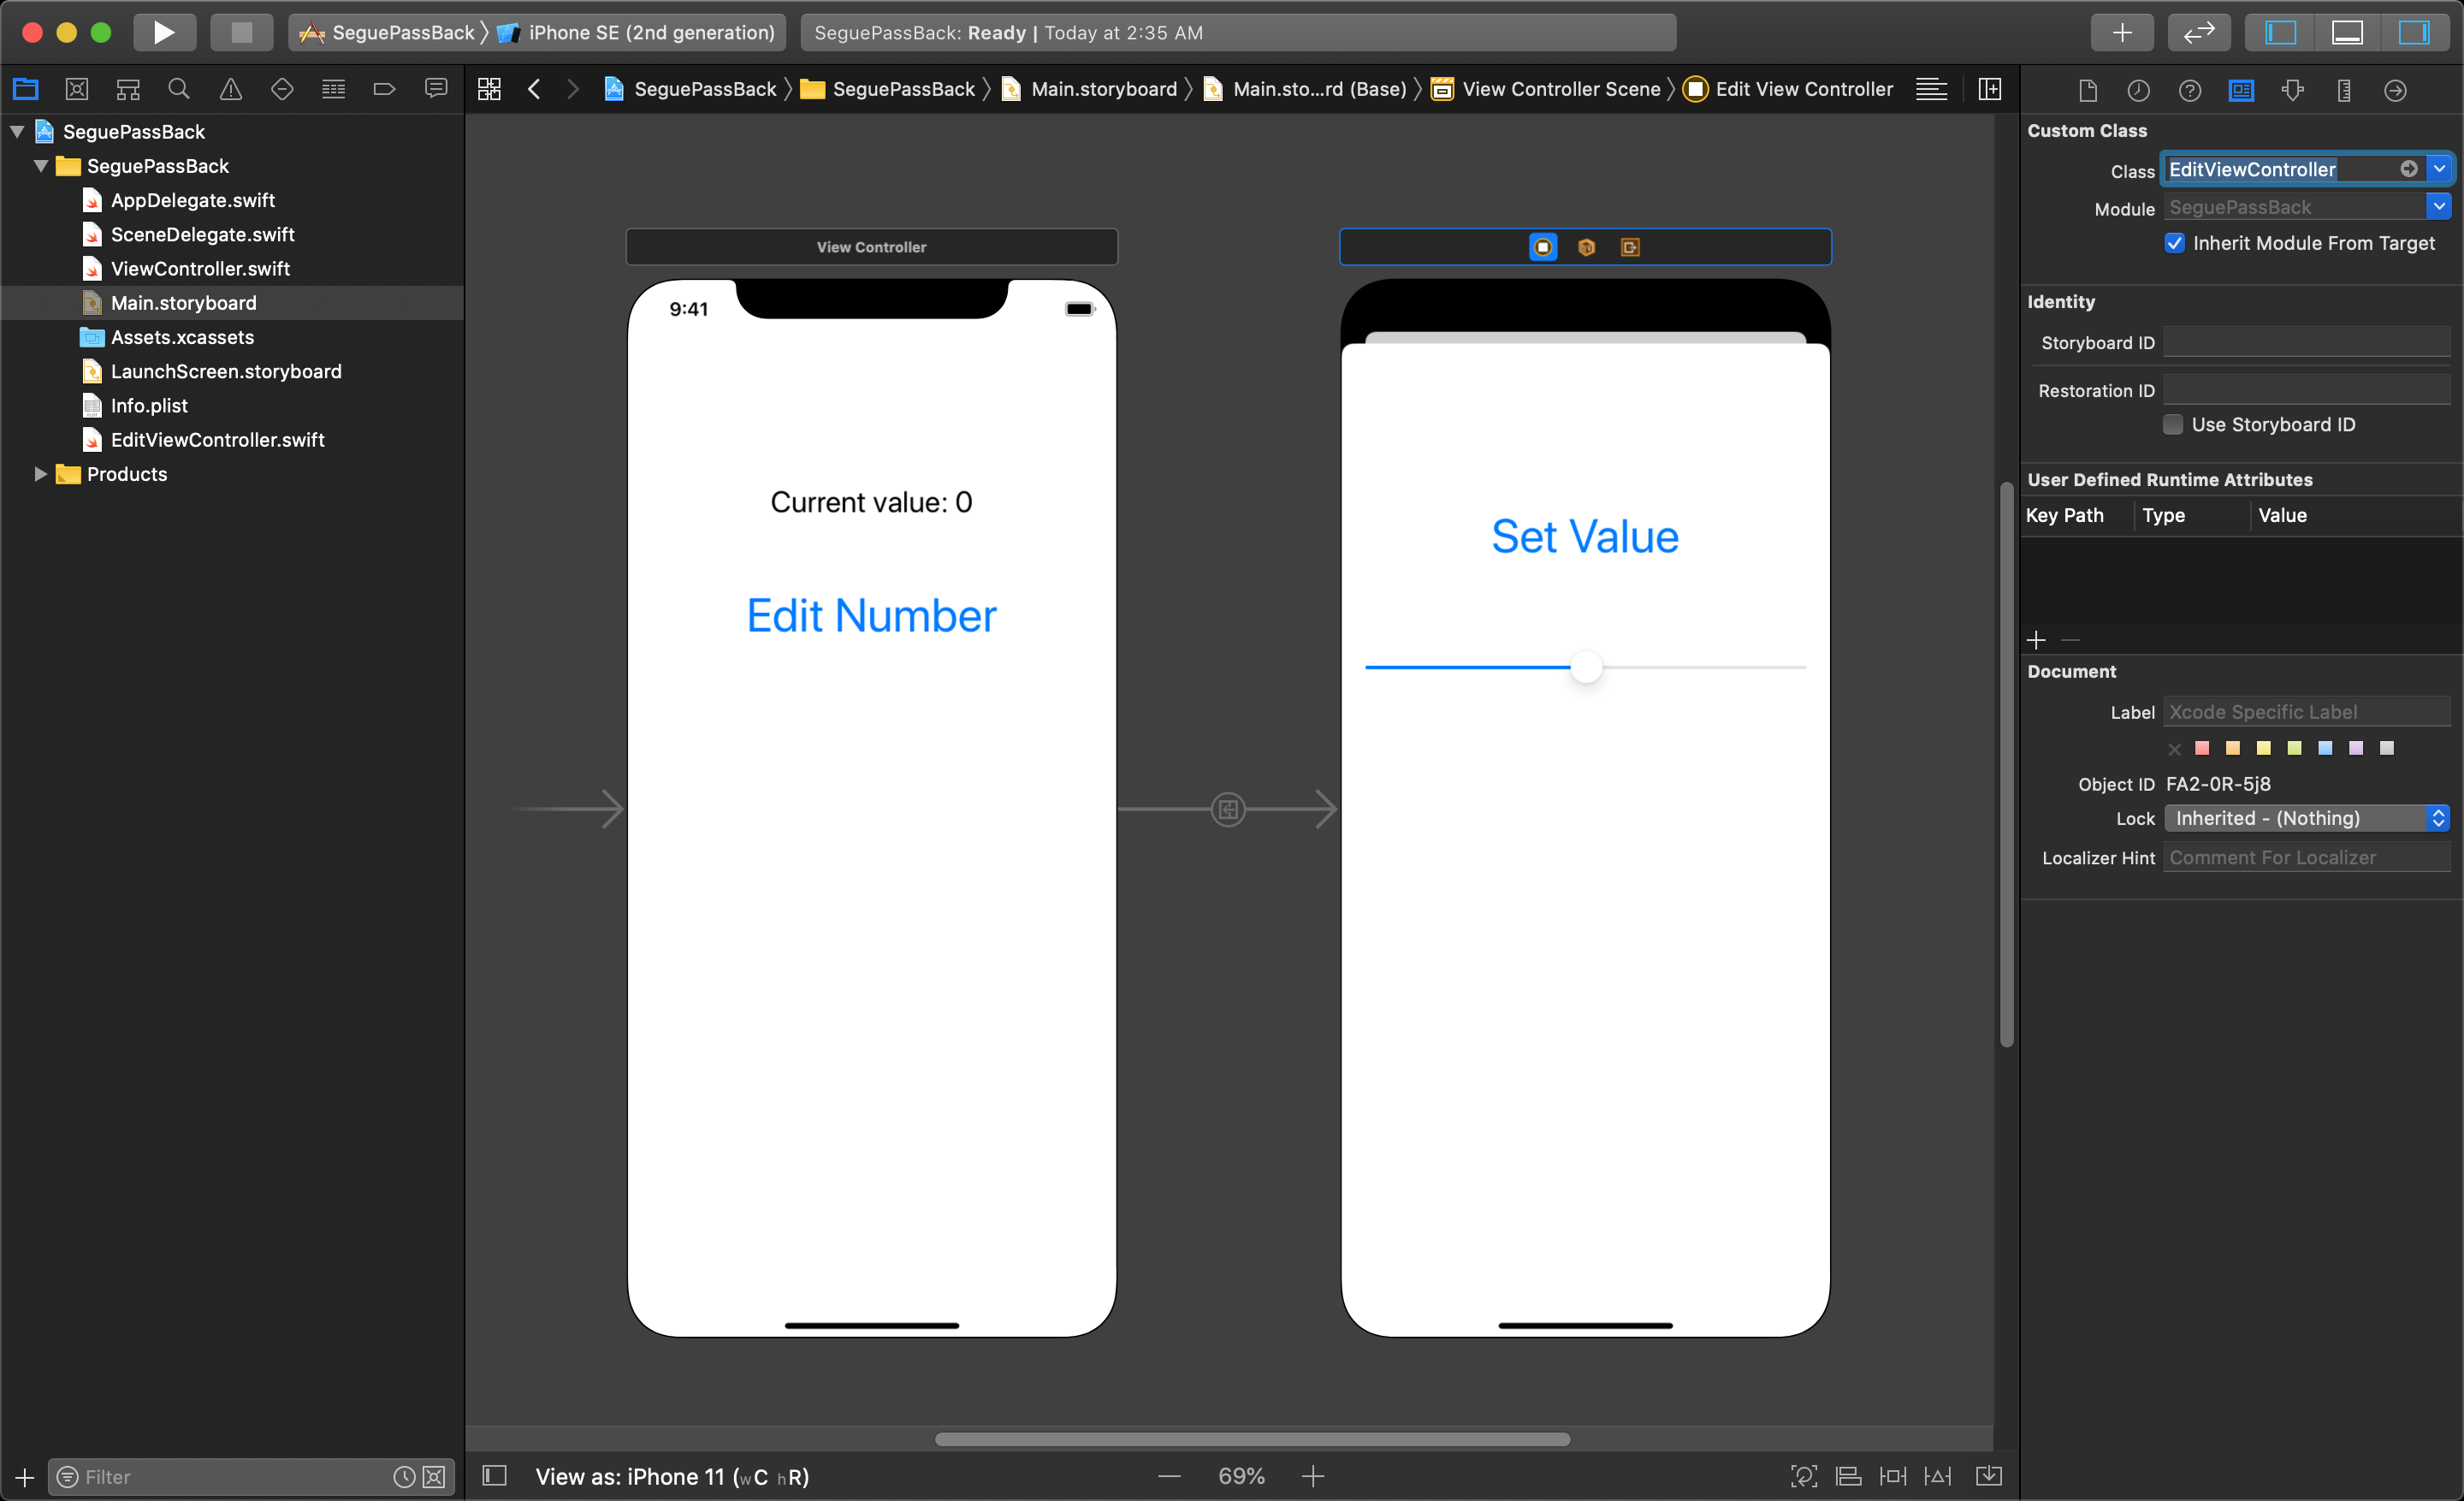 SeguePassBack
iPhone SE (2nd generation)
SeguePassBack: Ready | Today at 2:35 AM
SeguePassBack
SeguePassBack
Main.storyboard
Main.sto...rd (Base)
View Controller Scene
Edit View Controller
SeguePassBack
SeguePassBack
AppDelegate.swift
SceneDelegate.swift
ViewController.swift
Main.storyboard
Assets.xcassets
LaunchScreen.storyboard
Info.plist
EditViewController.swift
Products
Filter
View Controller
9:41
Current value: 0
Edit Number
Set Value
View as: iPhone 11 (wC hR)
69%
Custom Class
Class EditViewController
Module SeguePassBack
Inherit Module From Target
Identity
Storyboard ID
Restoration ID
Use Storyboard ID
User Defined Runtime Attributes
Key Path Type Value
Document
Label Xcode Specific Label
Object ID FA2-0R-5j8
Lock Inherited - (Nothing)
Localizer Hint Comment For Localizer